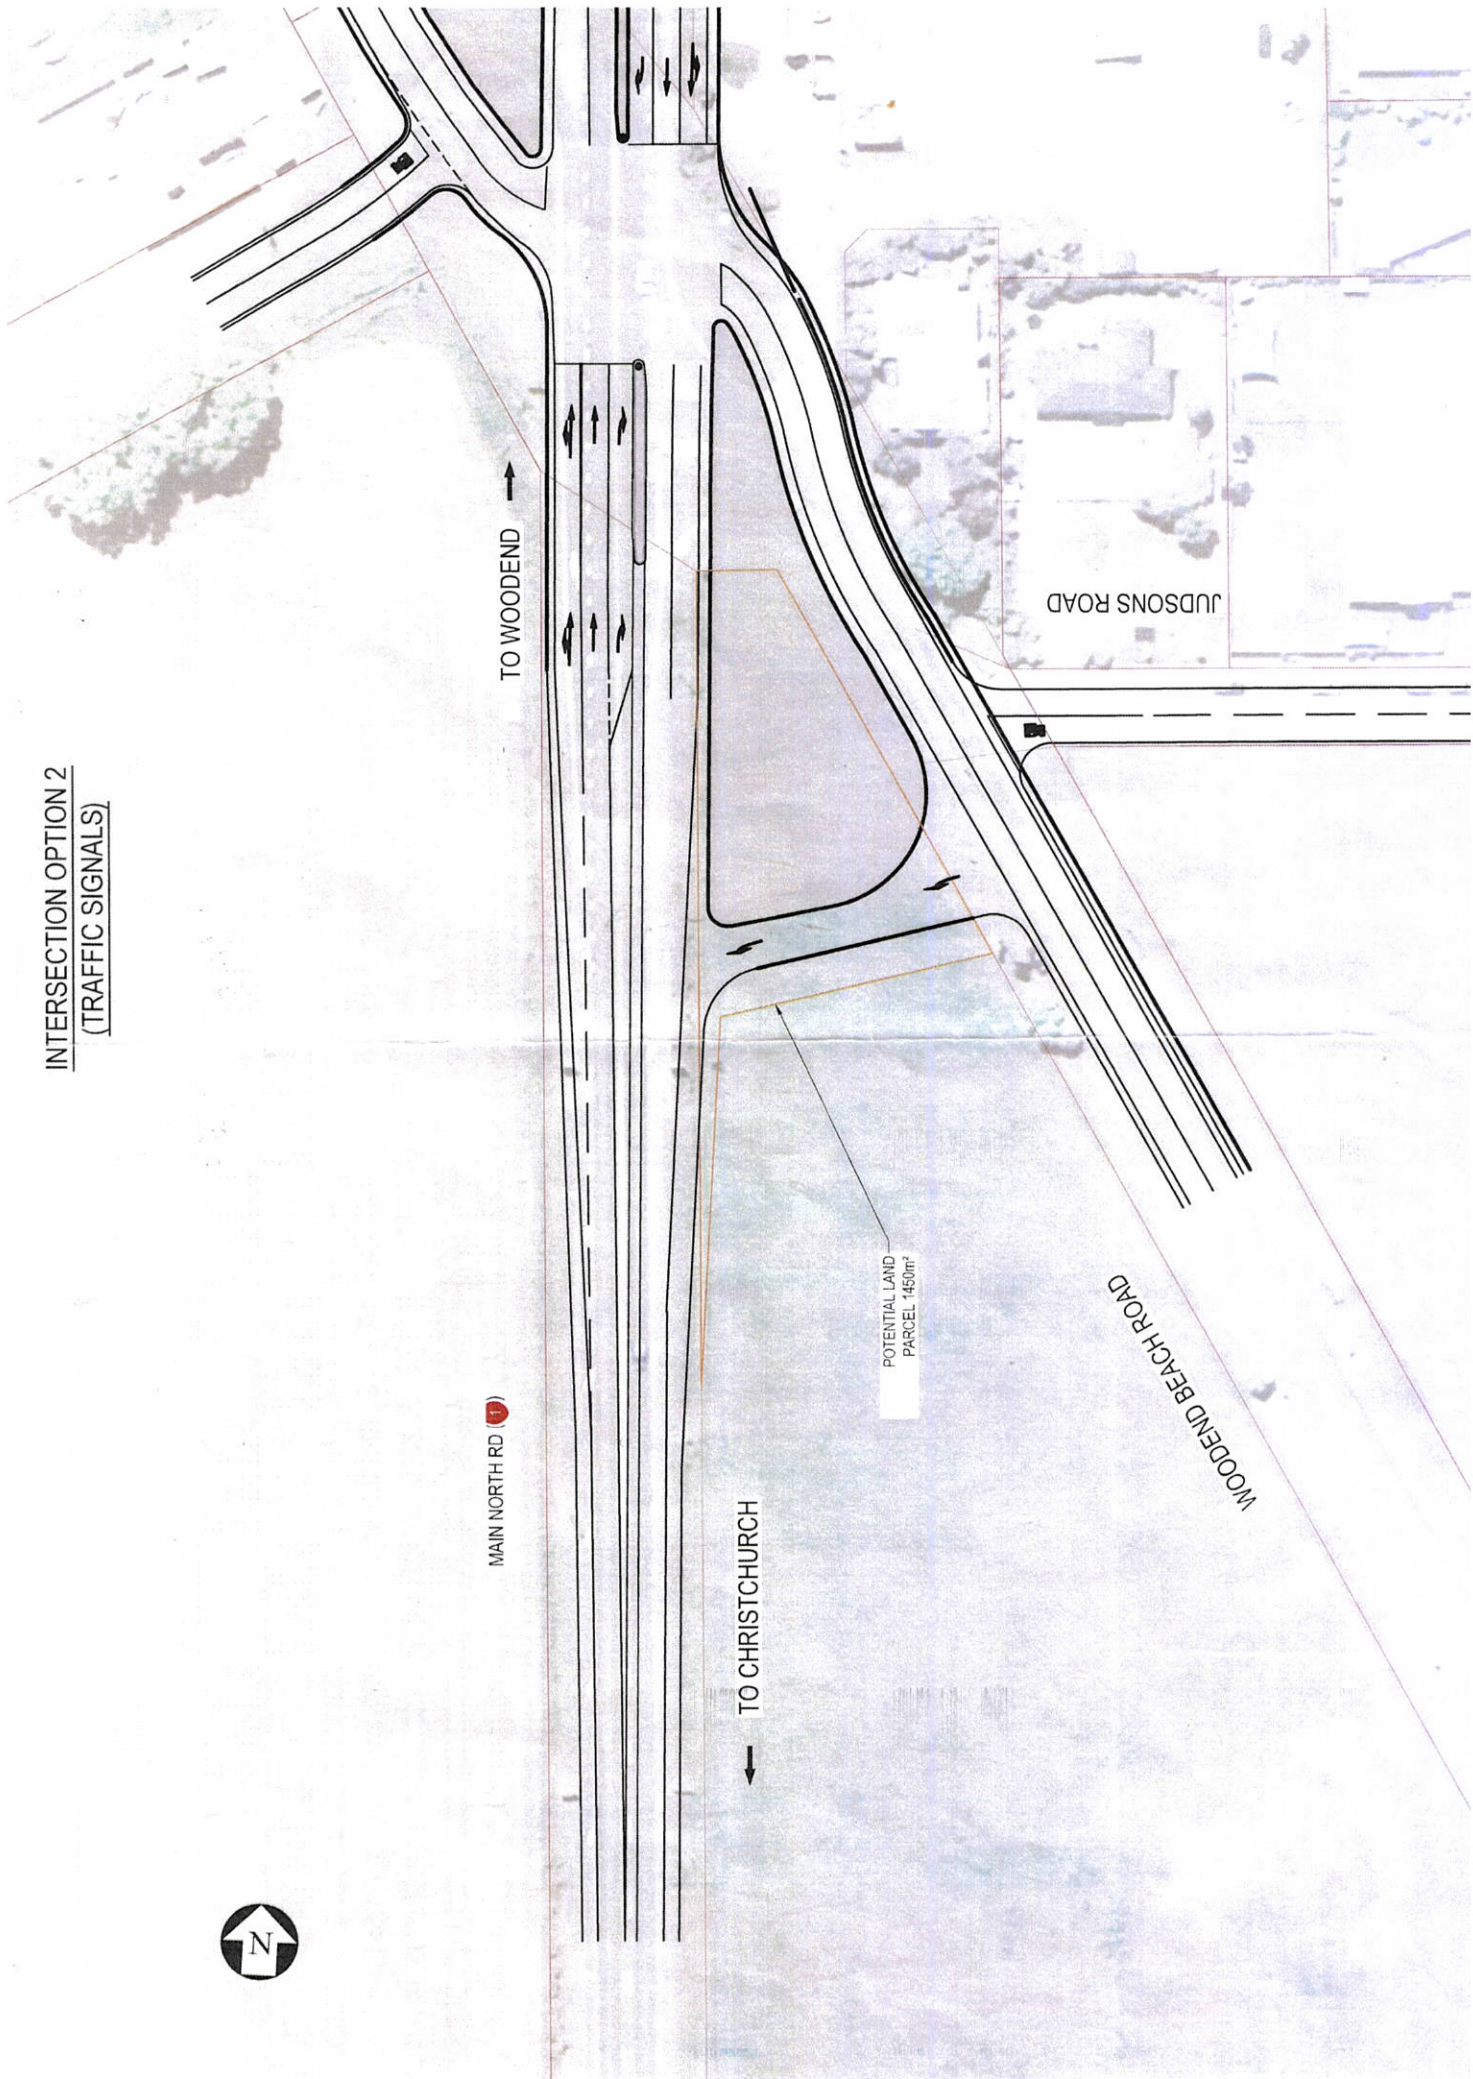 INTERSECTION OPTION 2
(TRAFFIC SIGNALS)
TO WOODEND
JUDSONS ROAD
MAIN NORTH RD
1
POTENTIAL LAND
PARCEL 1450m²
WOODEND BEACH ROAD
TO CHRISTCHURCH
N